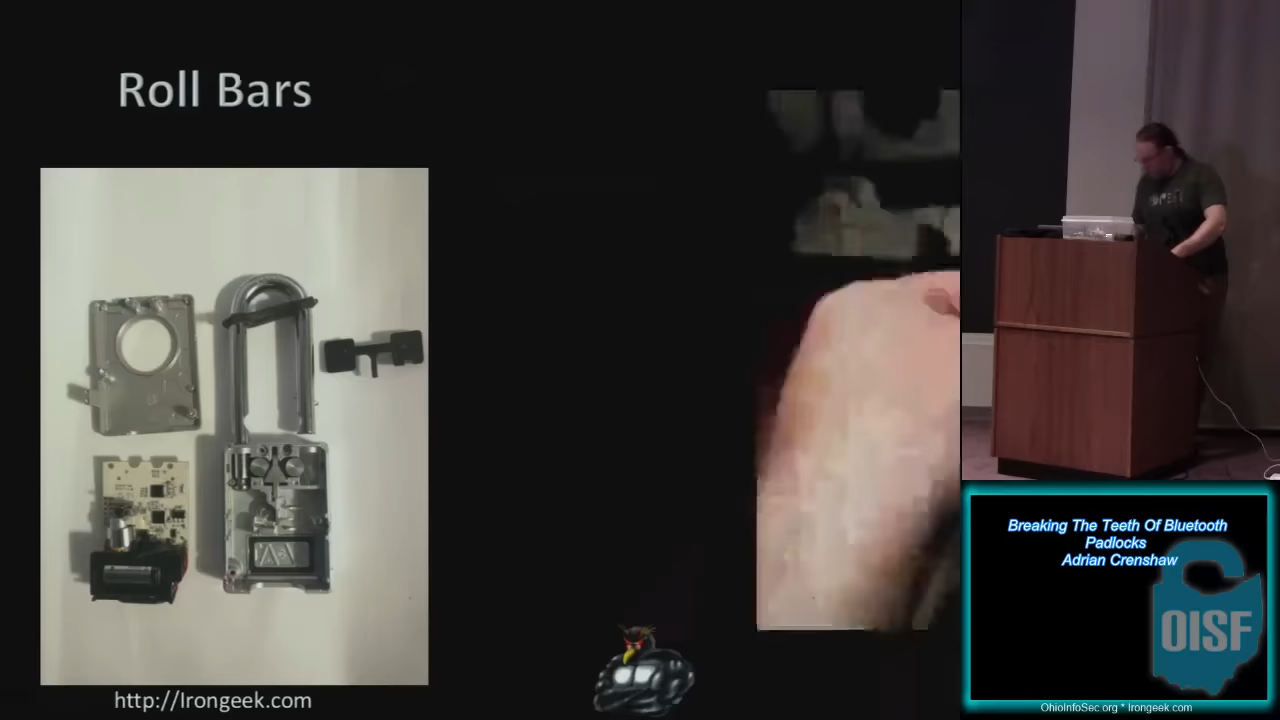 Roll Bars
http://Irongeek.com
Breaking The Teeth Of Bluetooth
Padlocks
Adrian Crenshaw
OISF
OhioInfoSec.org * Irongeek.com